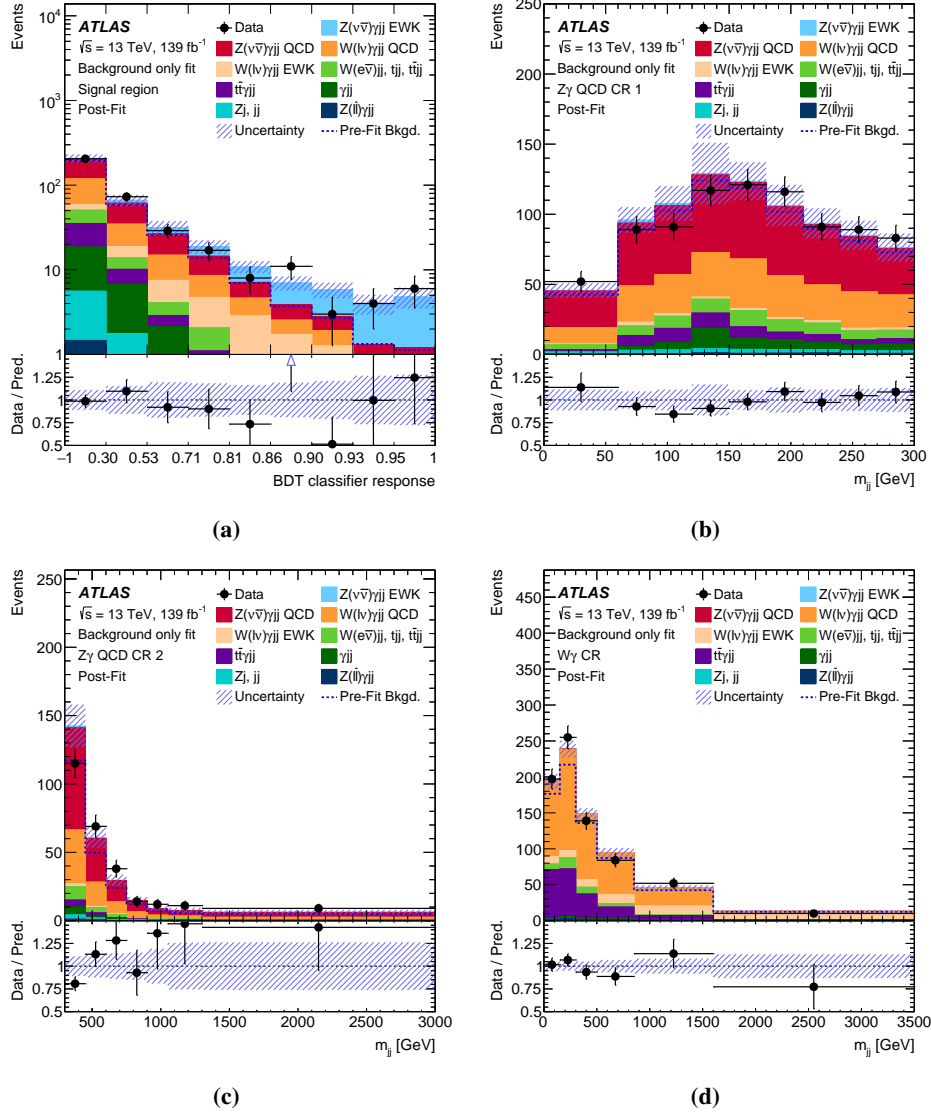 Events
ATLAS
√s = 13 TeV, 139 fb⁻¹
Background only fit
Signal region
Post-Fit
Data
Z(νν̄)γjj EWK
Z(νν̄)γjj QCD
W(lν)γjj QCD
W(lν)γjj EWK
W(eν̄)jj, tjj, tt̄jj
tt̄γjj
γjj
Zj, jj
Z(ll̄)γjj
Uncertainty
Pre-Fit Bkgd.
10⁴
10³
10²
10
1
Data / Pred.
1.25
1
0.75
0.5
−1 0.30 0.53 0.71 0.81 0.86 0.90 0.93 0.95 1
BDT classifier response
(a)
Events
ATLAS
√s = 13 TeV, 139 fb⁻¹
Background only fit
Zγ QCD CR 1
Post-Fit
Data
Z(νν̄)γjj EWK
Z(νν̄)γjj QCD
W(lν)γjj QCD
W(lν)γjj EWK
W(eν̄)jj, tjj, tt̄jj
tt̄γjj
γjj
Zj, jj
Z(ll̄)γjj
Uncertainty
Pre-Fit Bkgd.
250
200
150
100
50
0
Data / Pred.
1.25
1
0.75
0.5
0 50 100 150 200 250 300
m_jj [GeV]
(b)
Events
ATLAS
√s = 13 TeV, 139 fb⁻¹
Background only fit
Zγ QCD CR 2
Post-Fit
Data
Z(νν̄)γjj EWK
Z(νν̄)γjj QCD
W(lν)γjj QCD
W(lν)γjj EWK
W(eν̄)jj, tjj, tt̄jj
tt̄γjj
γjj
Zj, jj
Z(ll̄)γjj
Uncertainty
Pre-Fit Bkgd.
250
200
150
100
50
0
Data / Pred.
1.25
1
0.75
0.5
500 1000 1500 2000 2500 3000
m_jj [GeV]
(c)
Events
ATLAS
√s = 13 TeV, 139 fb⁻¹
Background only fit
Wγ CR
Post-Fit
Data
Z(νν̄)γjj EWK
Z(νν̄)γjj QCD
W(lν)γjj QCD
W(lν)γjj EWK
W(eν̄)jj, tjj, tt̄jj
tt̄γjj
γjj
Zj, jj
Z(ll̄)γjj
Uncertainty
Pre-Fit Bkgd.
450
400
350
300
250
200
150
100
50
0
Data / Pred.
1.25
1
0.75
0.5
0 500 1000 1500 2000 2500 3000 3500
m_jj [GeV]
(d)